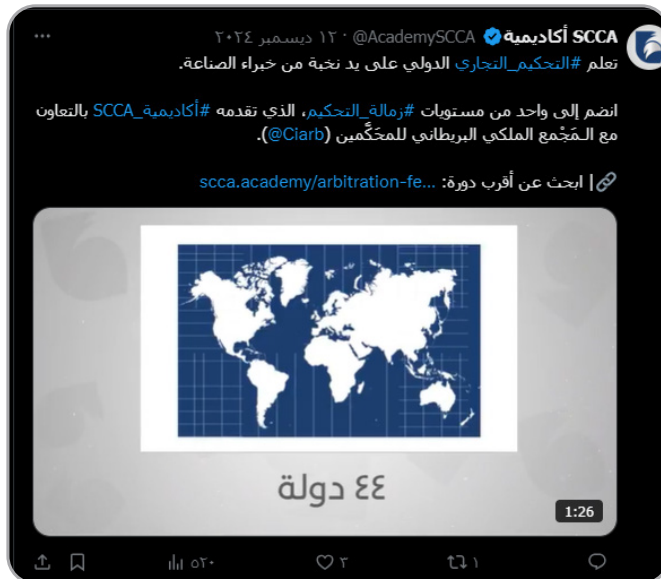 SCCA أكاديمية @AcademySCCA · ١٢ ديسمبر ٢٠٢٤
تعلم #التحكيم_التجاري الدولي على يد نخبة من خبراء الصناعة.
انضم إلى واحد من مستويات #زمالة_التحكيم، الذي تقدمه #أكاديمية_SCCA بالتعاون
مع الـمَجْمع الملكي البريطاني للمحَكَّمين (@Ciarb).
🔗| ابحث عن أقرب دورة: scca.academy/arbitration-fe...
٤٤ دولة
1:26
١ ٣ ٥٢٠